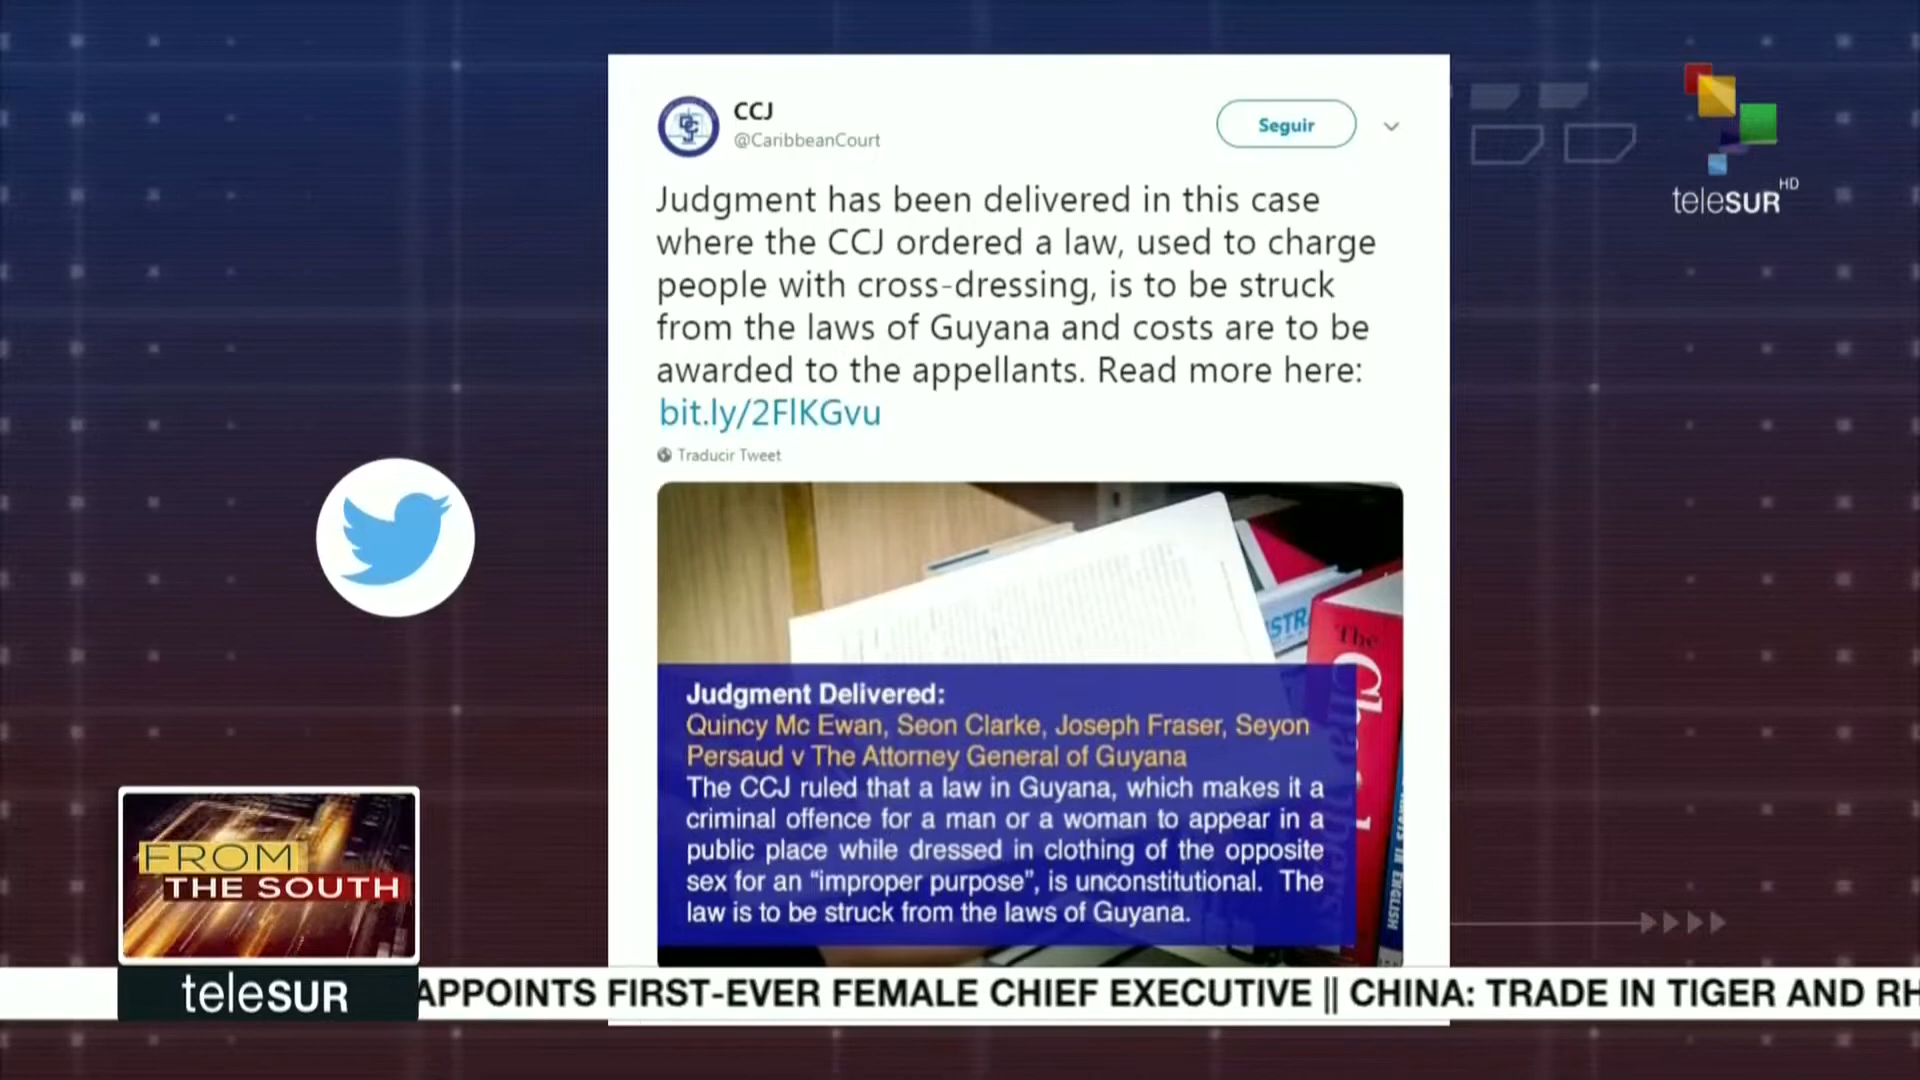 CCJ
@CaribbeanCourt
Seguir
Judgment has been delivered in this case
where the CCJ ordered a law, used to charge
people with cross-dressing, is to be struck
from the laws of Guyana and costs are to be
awarded to the appellants. Read more here:
bit.ly/2FlKGvu
Traducir Tweet
STR
The
Judgment Delivered:
Quincy Mc Ewan, Seon Clarke, Joseph Fraser, Seyon
Persaud v The Attorney General of Guyana
The CCJ ruled that a law in Guyana, which makes it a
criminal offence for a man or a woman to appear in a
public place while dressed in clothing of the opposite
sex for an “improper purpose”, is unconstitutional. The
law is to be struck from the laws of Guyana.
teleSUR HD
FROM
THE SOUTH
teleSUR
APPOINTS FIRST-EVER FEMALE CHIEF EXECUTIVE || CHINA: TRADE IN TIGER AND RH